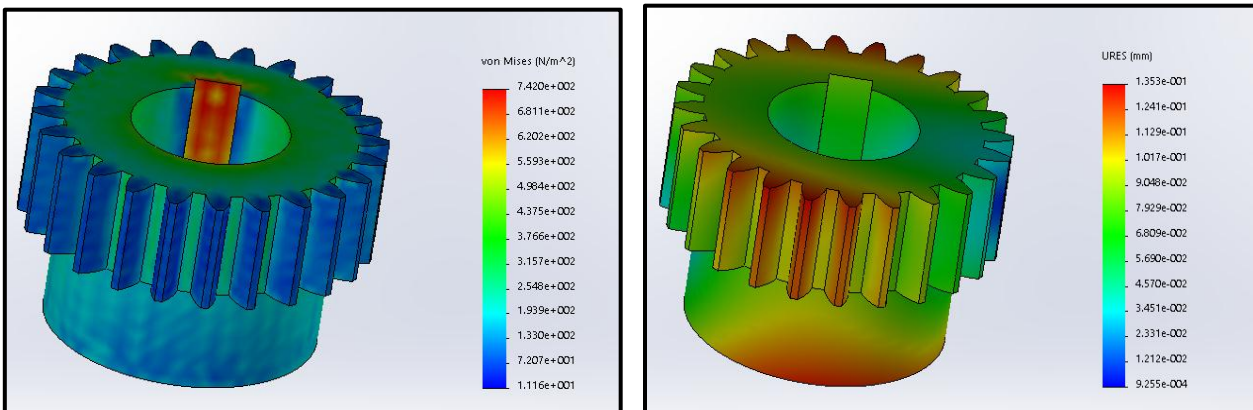 von Mises (N/m^2)
7.420e+002
6.811e+002
6.202e+002
5.593e+002
4.984e+002
4.375e+002
3.766e+002
3.157e+002
2.548e+002
1.939e+002
1.330e+002
7.207e+001
1.116e+001
URES (mm)
1.353e-001
1.241e-001
1.129e-001
1.017e-001
9.048e-002
7.929e-002
6.809e-002
5.690e-002
4.570e-002
3.451e-002
2.331e-002
1.212e-002
9.255e-004